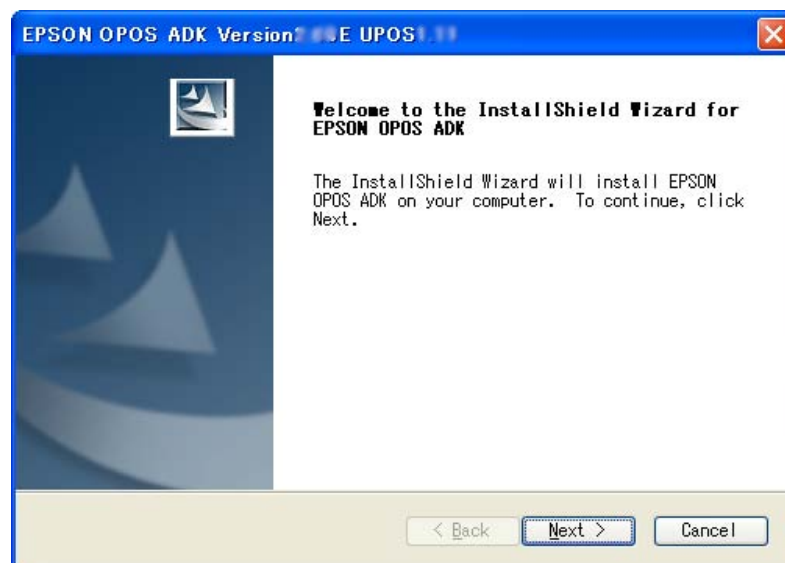 EPSON OPOS ADK Version E UPOS
Welcome to the InstallShield Wizard for
EPSON OPOS ADK
The InstallShield Wizard will install EPSON
OPOS ADK on your computer. To continue, click
Next.
< Back
Next >
Cancel